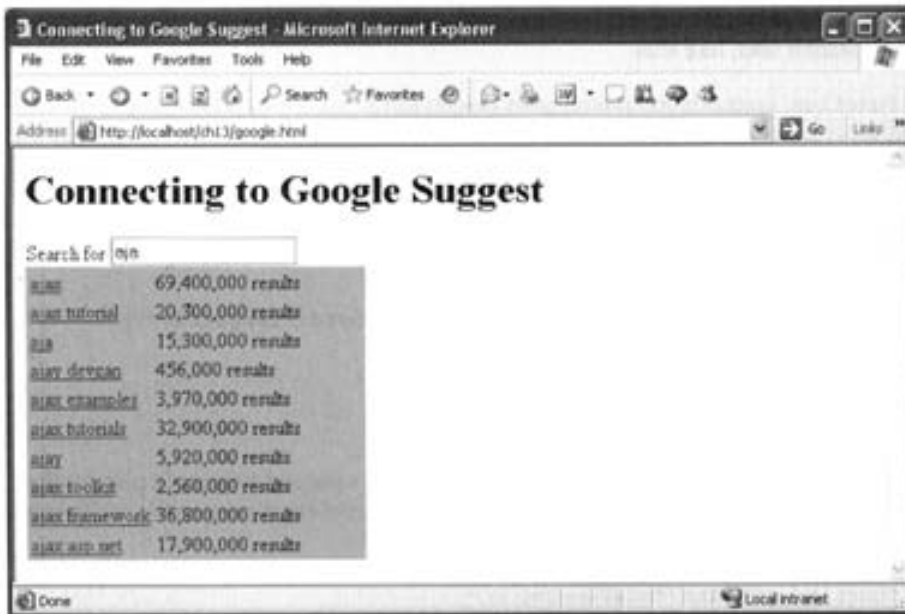 Connecting to Google Suggest - Microsoft Internet Explorer
File Edit View Favorites Tools Help
Back Search Favorites
Address http://localhost/ch13/google.html Go Links
Connecting to Google Suggest
Search for aja
ajax 69,400,000 results
ajax tutorial 20,300,000 results
aja 15,300,000 results
ajay devgan 456,000 results
ajax examples 3,970,000 results
ajax tutorials 32,900,000 results
ajay 5,920,000 results
ajax toolkit 2,560,000 results
ajax framework 36,800,000 results
ajax asp.net 17,900,000 results
Done Local intranet